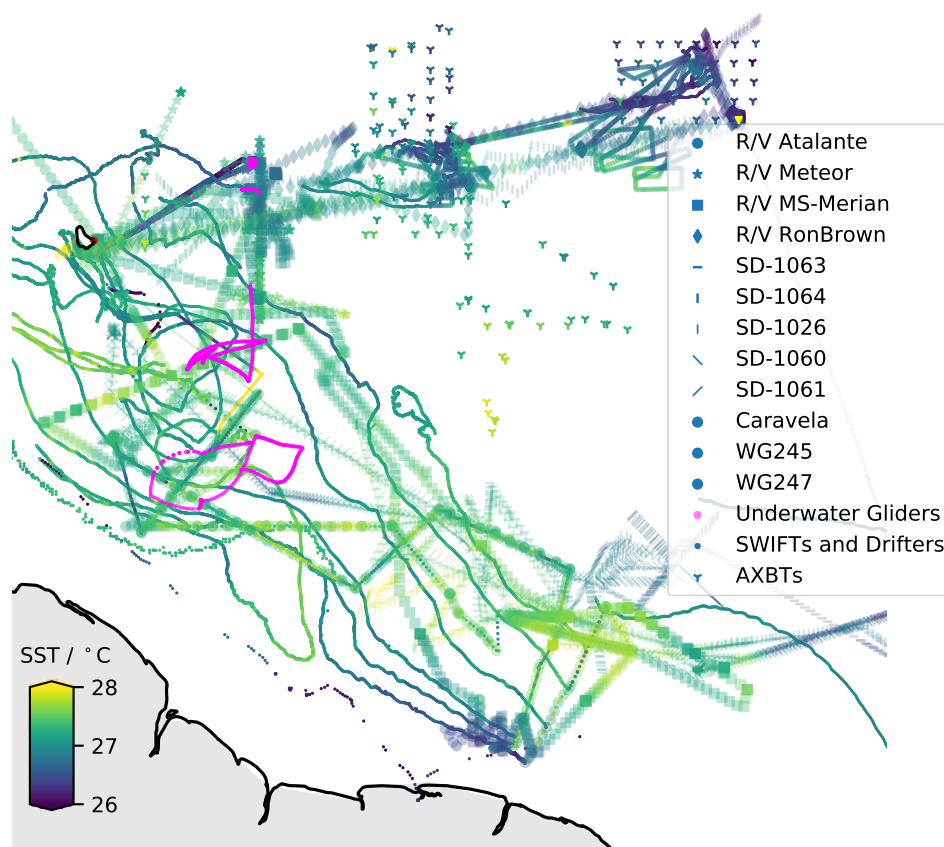 R/V Atalante
R/V Meteor
R/V MS-Merian
R/V RonBrown
SD-1063
SD-1064
SD-1026
SD-1060
SD-1061
Caravela
WG245
WG247
Underwater Gliders
SWIFTs and Drifters
AXBTs
SST / °C
28
27
26